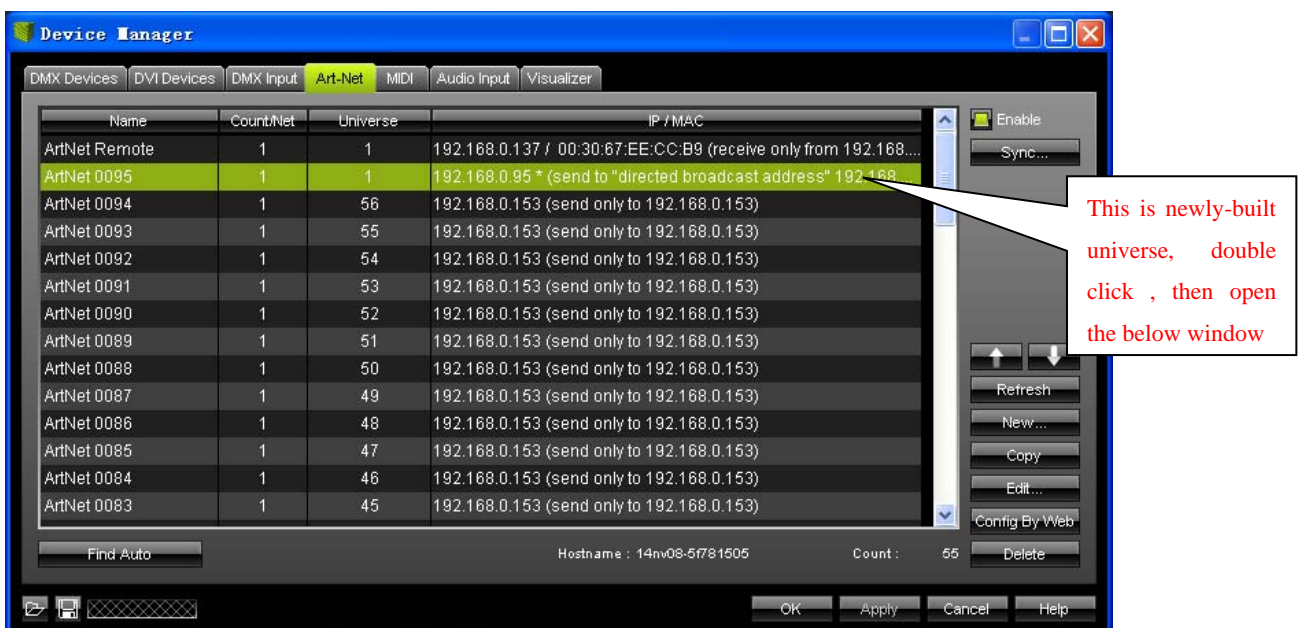 Device Manager
DMX Devices DVI Devices DMX Input Art-Net MIDI Audio Input Visualizer
Name Count/Net Universe IP / MAC
ArtNet Remote 1 1 192.168.0.137 / 00:30:67:EE:CC:B9 (receive only from 192.168....
ArtNet 0095 1 1 192.168.0.95 * (send to "directed broadcast address" 192.168....
ArtNet 0094 1 56 192.168.0.153 (send only to 192.168.0.153)
ArtNet 0093 1 55 192.168.0.153 (send only to 192.168.0.153)
ArtNet 0092 1 54 192.168.0.153 (send only to 192.168.0.153)
ArtNet 0091 1 53 192.168.0.153 (send only to 192.168.0.153)
ArtNet 0090 1 52 192.168.0.153 (send only to 192.168.0.153)
ArtNet 0089 1 51 192.168.0.153 (send only to 192.168.0.153)
ArtNet 0088 1 50 192.168.0.153 (send only to 192.168.0.153)
ArtNet 0087 1 49 192.168.0.153 (send only to 192.168.0.153)
ArtNet 0086 1 48 192.168.0.153 (send only to 192.168.0.153)
ArtNet 0085 1 47 192.168.0.153 (send only to 192.168.0.153)
ArtNet 0084 1 46 192.168.0.153 (send only to 192.168.0.153)
ArtNet 0083 1 45 192.168.0.153 (send only to 192.168.0.153)
Enable
Sync...
This is newly-built
universe, double
click , then open
the below window
Refresh
New...
Copy
Edit...
Config By Web
Delete
Find Auto Hostname : 14nv08-5f781505 Count : 55
OK Apply Cancel Help